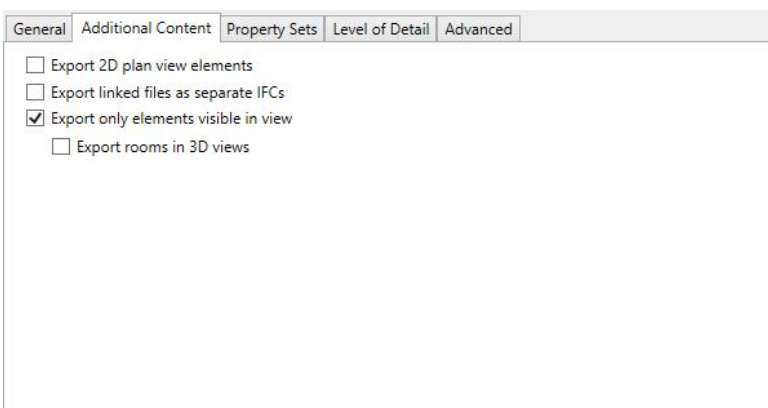 General Additional Content Property Sets Level of Detail Advanced
Export 2D plan view elements
Export linked files as separate IFCs
Export only elements visible in view
Export rooms in 3D views